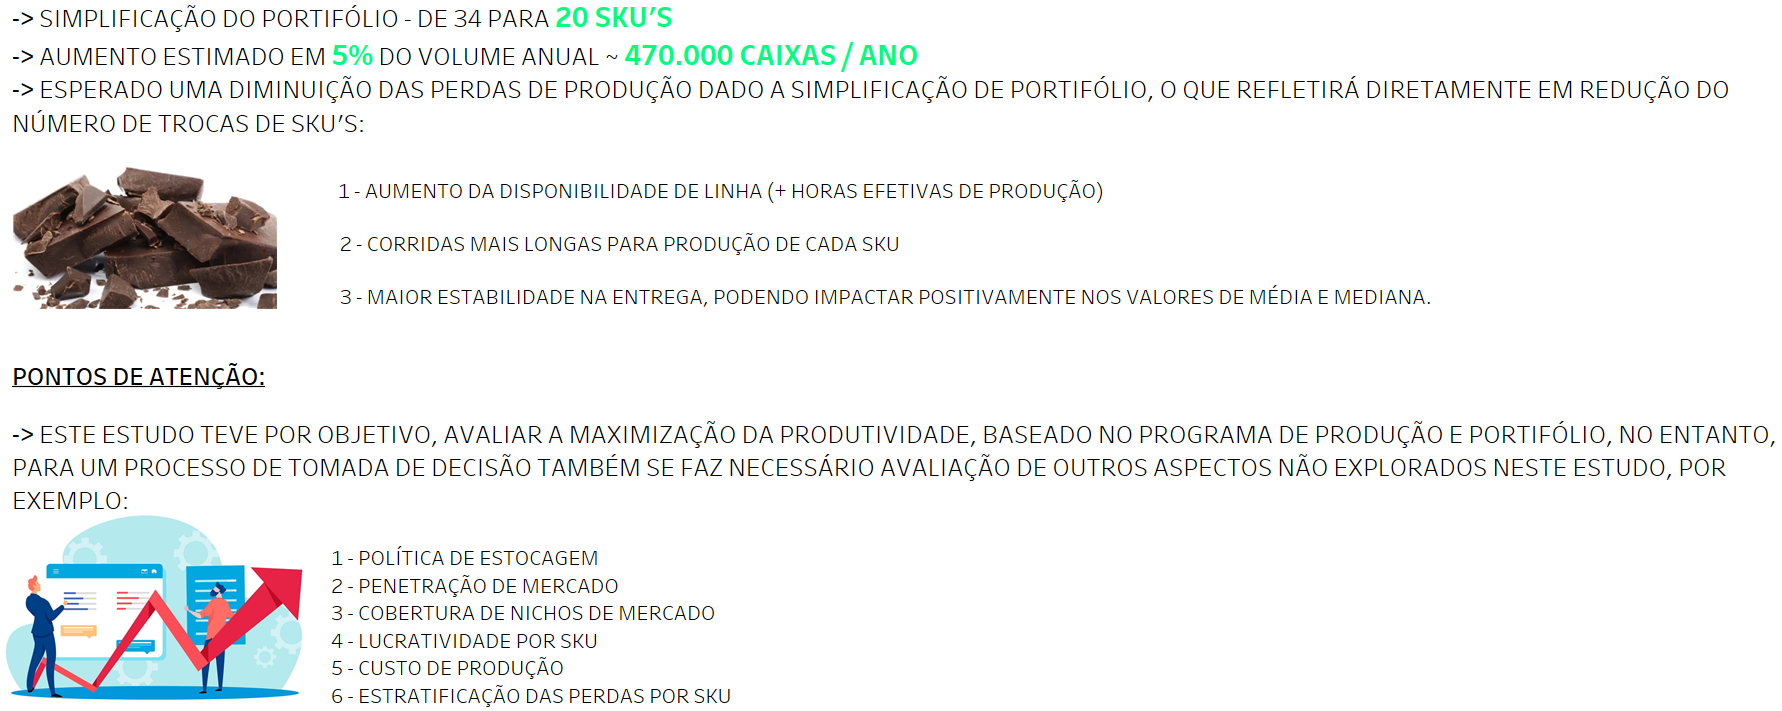 -> SIMPLIFICAÇÃO DO PORTIFÓLIO - DE 34 PARA 20 SKU'S
-> AUMENTO ESTIMADO EM 5% DO VOLUME ANUAL ~ 470.000 CAIXAS / ANO
-> ESPERADO UMA DIMINUIÇÃO DAS PERDAS DE PRODUÇÃO DADO A SIMPLIFICAÇÃO DE PORTIFÓLIO, O QUE REFLETIRÁ DIRETAMENTE EM REDUÇÃO DO
NÚMERO DE TROCAS DE SKU'S:
1 - AUMENTO DA DISPONIBILIDADE DE LINHA (+ HORAS EFETIVAS DE PRODUÇÃO)
2 - CORRIDAS MAIS LONGAS PARA PRODUÇÃO DE CADA SKU
3 - MAIOR ESTABILIDADE NA ENTREGA, PODENDO IMPACTAR POSITIVAMENTE NOS VALORES DE MÉDIA E MEDIANA.
PONTOS DE ATENÇÃO:
-> ESTE ESTUDO TEVE POR OBJETIVO, AVALIAR A MAXIMIZAÇÃO DA PRODUTIVIDADE, BASEADO NO PROGRAMA DE PRODUÇÃO E PORTIFÓLIO, NO ENTANTO,
PARA UM PROCESSO DE TOMADA DE DECISÃO TAMBÉM SE FAZ NECESSÁRIO AVALIAÇÃO DE OUTROS ASPECTOS NÃO EXPLORADOS NESTE ESTUDO, POR
EXEMPLO:
1 - POLÍTICA DE ESTOCAGEM
2 - PENETRAÇÃO DE MERCADO
3 - COBERTURA DE NICHOS DE MERCADO
4 - LUCRATIVIDADE POR SKU
5 - CUSTO DE PRODUÇÃO
6 - ESTRATIFICAÇÃO DAS PERDAS POR SKU